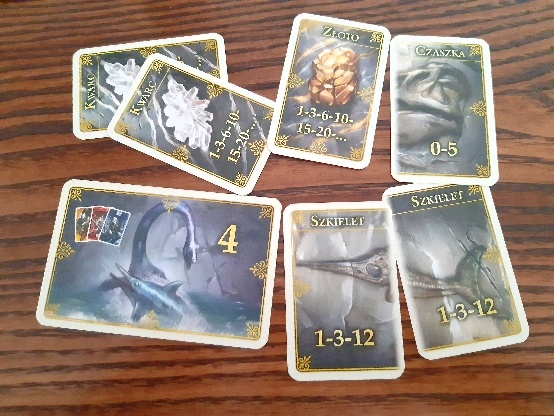 KWARC
KWARC
1-3-6-10-
15-20-...
ZŁOTO
1-3-6-10-
15-20-...
CZASZKA
0-5
4
SZKIELET
1-3-12
SZKIELET
1-3-12